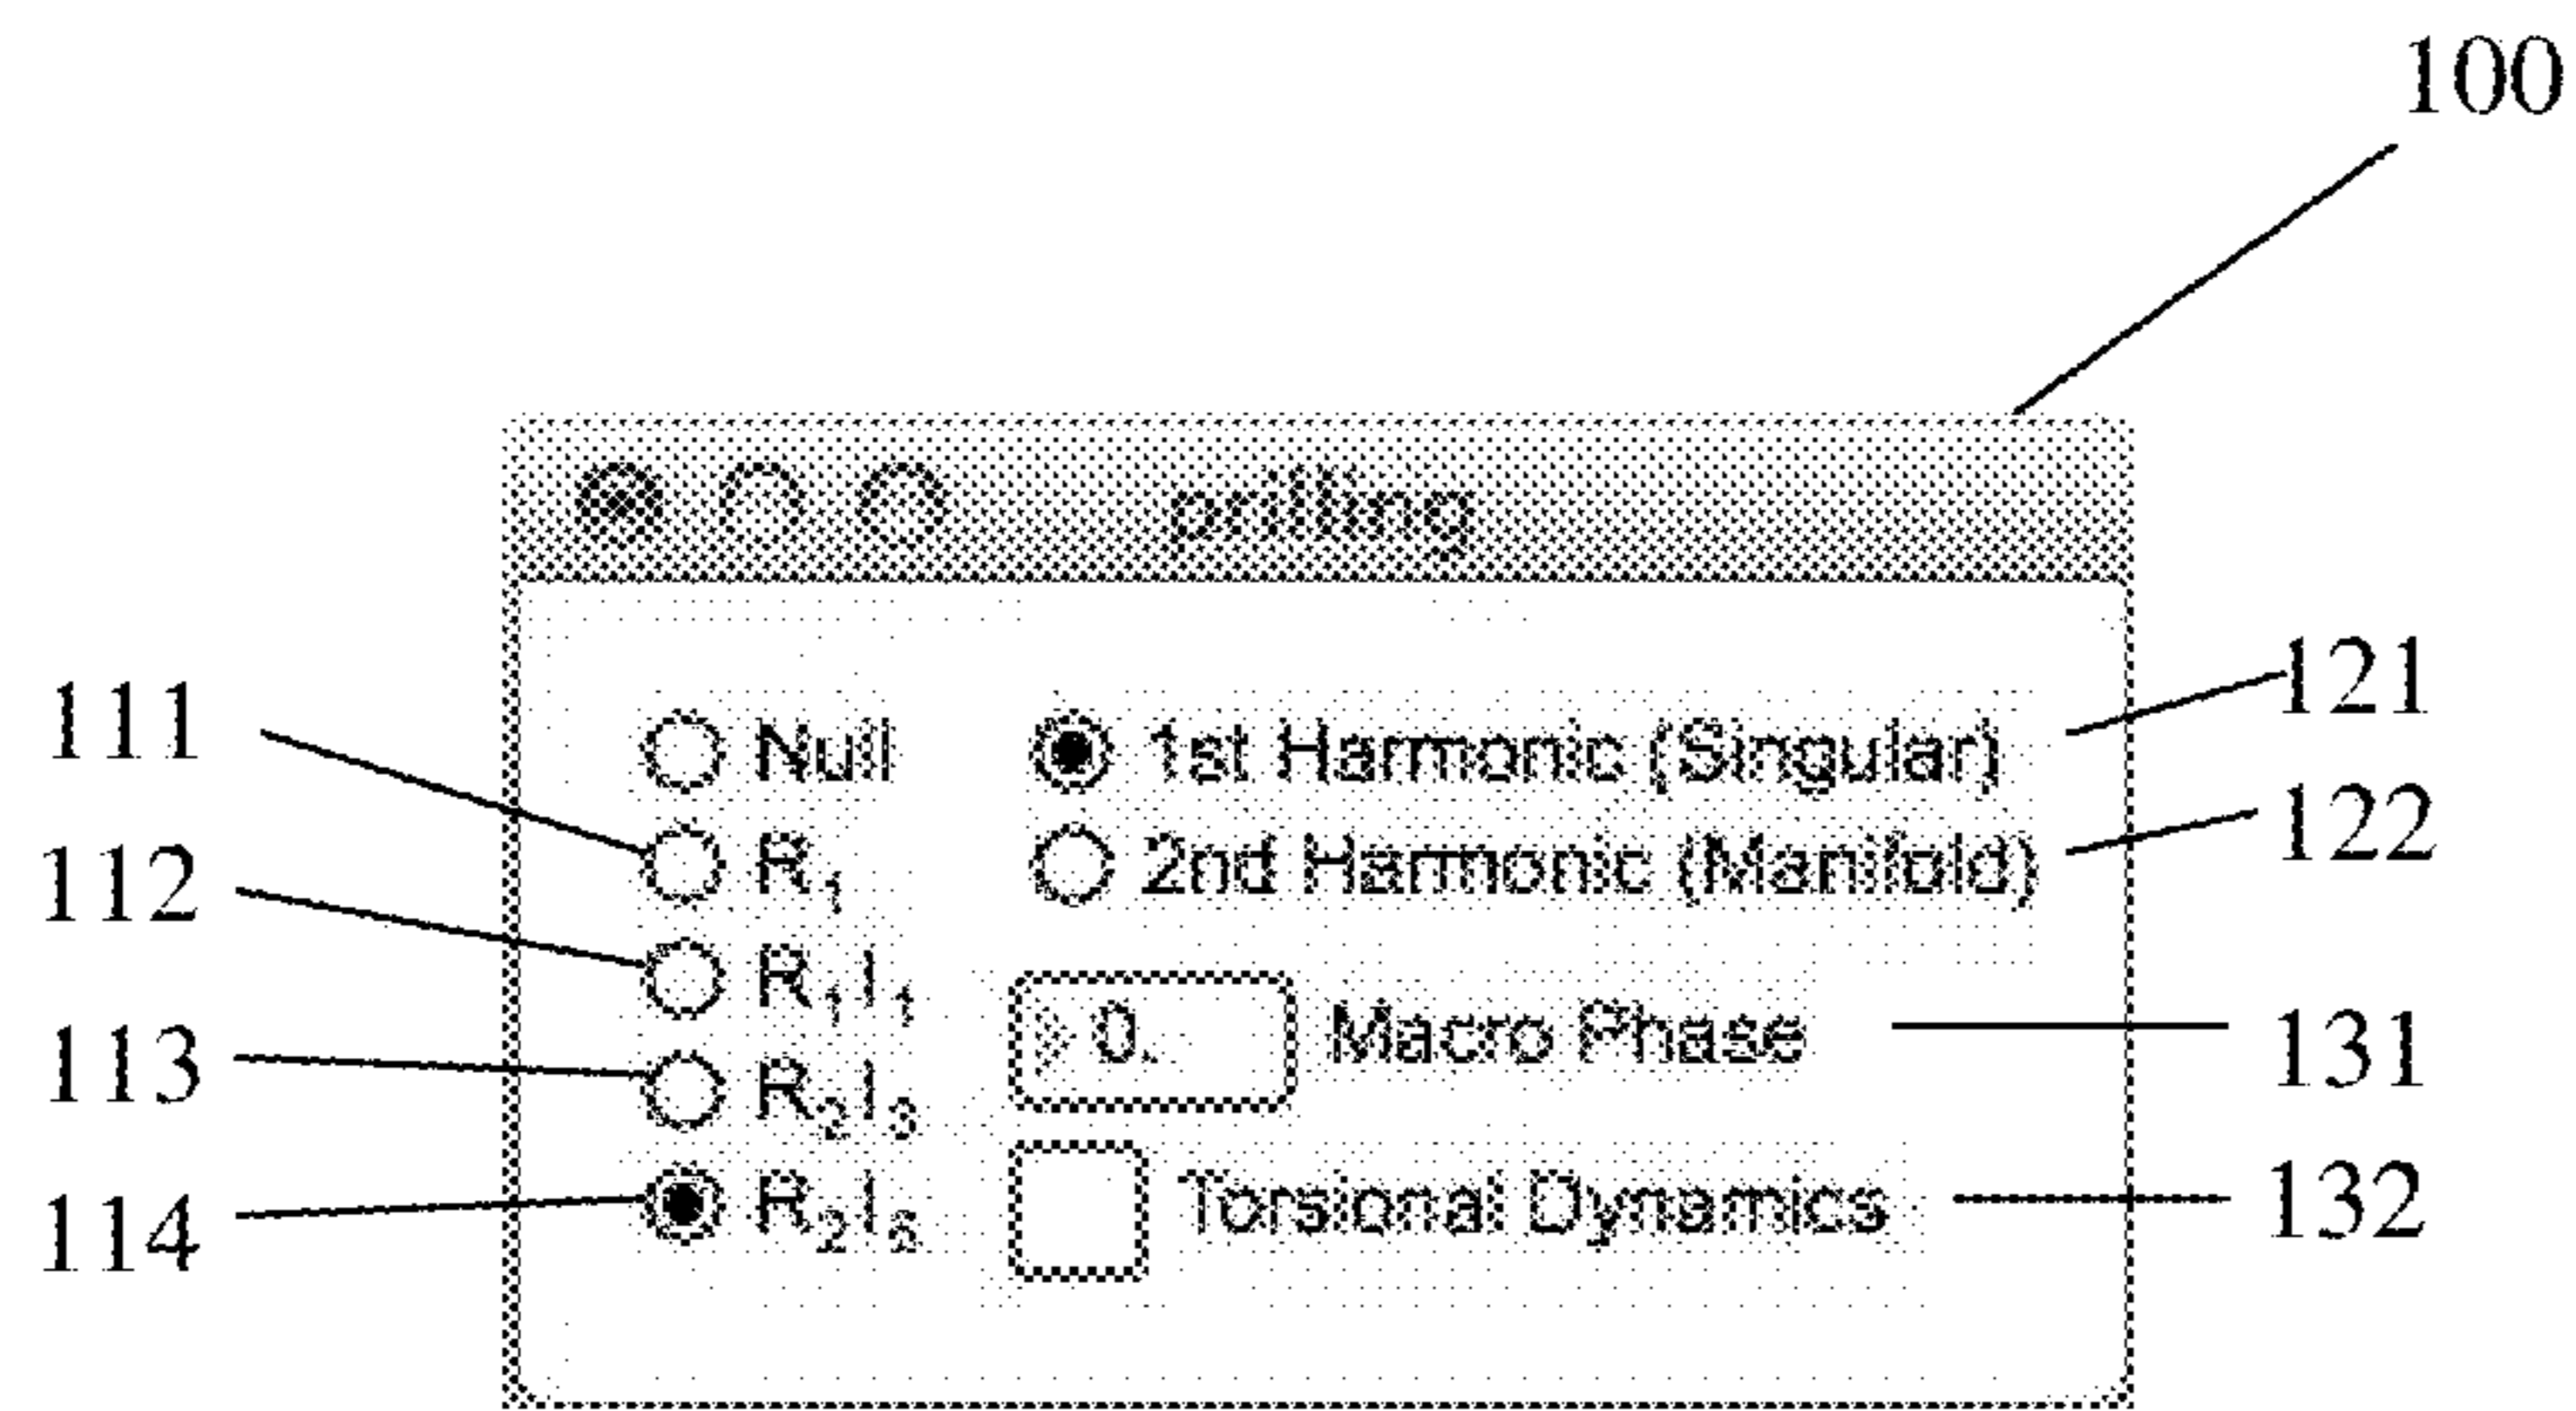 100
prilling
Null 1st Harmonic (Singular) 121
111 R₁ 2nd Harmonic (Manifold) 122
112 R₁I₁
0. Macro Phase 131
113 R₂I₃
114 R₂I₂ Torsional Dynamics 132